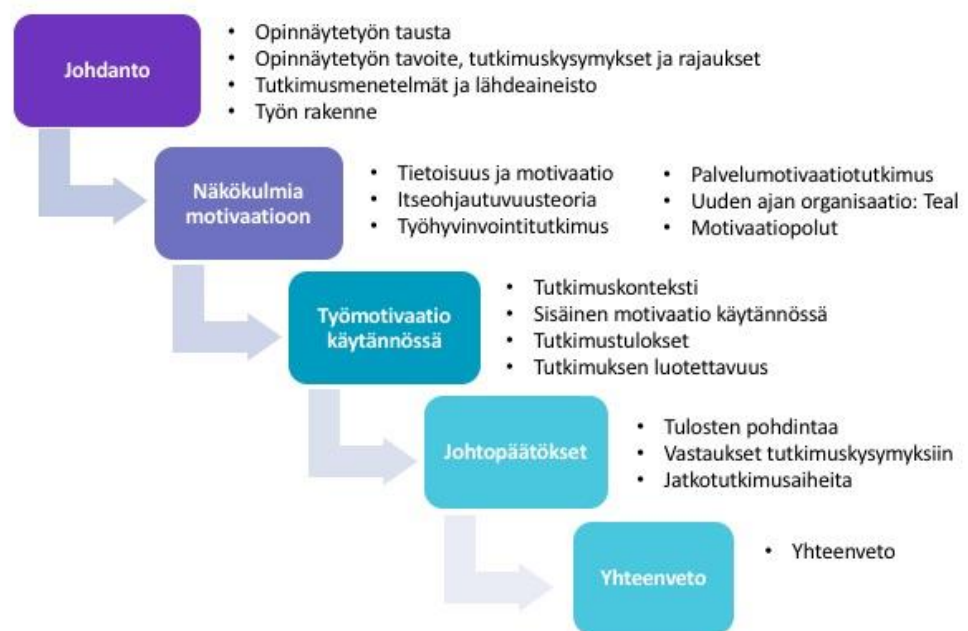 Johdanto
• Opinnäytetyön tausta
• Opinnäytetyön tavoite, tutkimuskysymykset ja rajaukset
• Tutkimusmenetelmät ja lähdeaineisto
• Työn rakenne
Näkökulmia
motivaatioon
• Tietoisuus ja motivaatio
• Itseohjautuvuusteoria
• Työhyvinvointitutkimus
• Palvelumotivaatiotutkimus
• Uuden ajan organisaatio: Teal
• Motivaatiopolut
Työmotivaatio
käytännössä
• Tutkimuskonteksti
• Sisäinen motivaatio käytännössä
• Tutkimustulokset
• Tutkimuksen luotettavuus
Johtopäätökset
• Tulosten pohdintaa
• Vastaukset tutkimuskysymyksiin
• Jatkotutkimusaiheita
Yhteenveto
• Yhteenveto